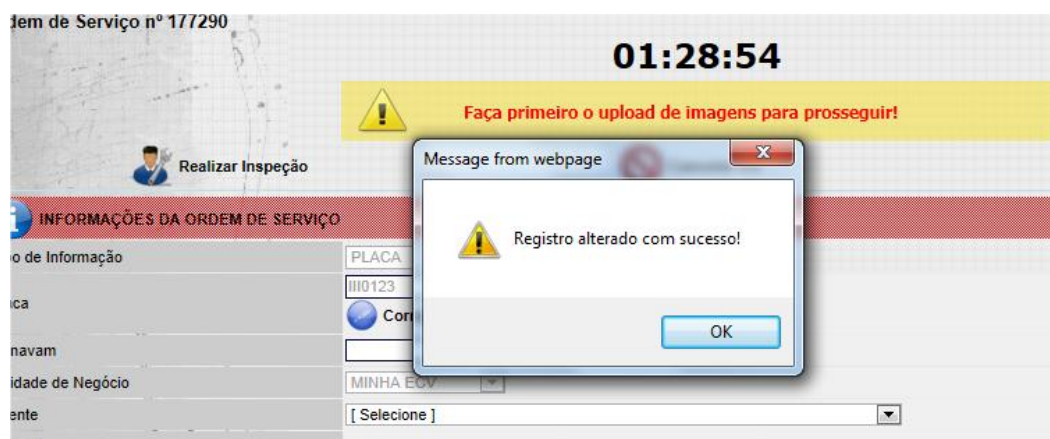 dem de Serviço nº 177290
01:28:54
Faça primeiro o upload de imagens para prosseguir!
Realizar Inspeção
Message from webpage
Registro alterado com sucesso!
OK
INFORMAÇÕES DA ORDEM DE SERVIÇO
o de Informação
PLACA
ca
III0123
Corr
navam
idade de Negócio
MINHA ECV
ente
[ Selecione ]